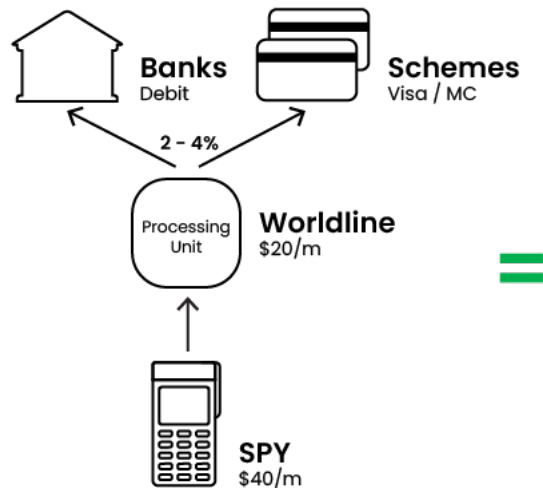 Banks
Debit
Schemes
Visa / MC
2 - 4%
Processing
Unit
Worldline
$20/m
SPY
$40/m